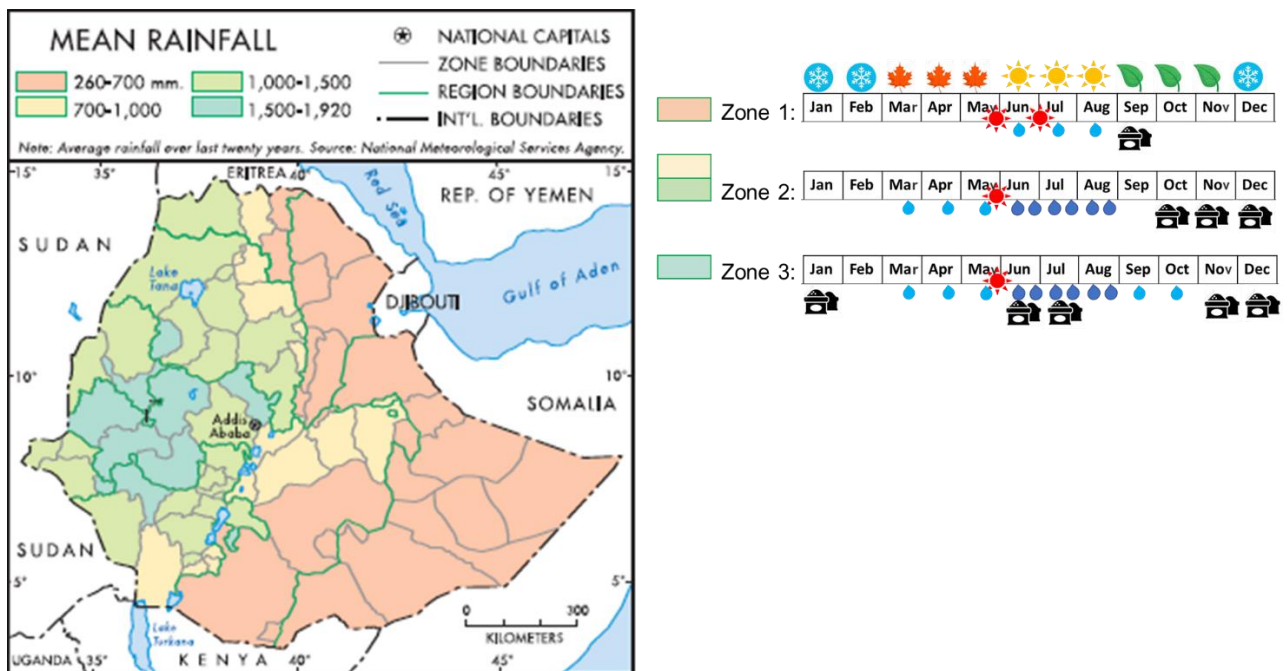 MEAN RAINFALL
260-700 mm.
1,000-1,500
700-1,000
1,500-1,920
NATIONAL CAPITALS
ZONE BOUNDARIES
REGION BOUNDARIES
INT'L. BOUNDARIES
Note: Average rainfall over last twenty years. Source: National Meteorological Services Agency.
15°
35°
ERITREA
40°
45°
15°
Red Sea
REP. OF YEMEN
SUDAN
Lake Tana
DJIBOUTI
Gulf of Aden
10°
10°
SOMALIA
Addis Ababa
SUDAN
5°
5°
0
300
KILOMETERS
Lake Turkana
UGANDA
35°
KENYA
40°
45°
Zone 1:
Jan Feb Mar Apr May Jun Jul Aug Sep Oct Nov Dec
Zone 2:
Jan Feb Mar Apr May Jun Jul Aug Sep Oct Nov Dec
Zone 3:
Jan Feb Mar Apr May Jun Jul Aug Sep Oct Nov Dec